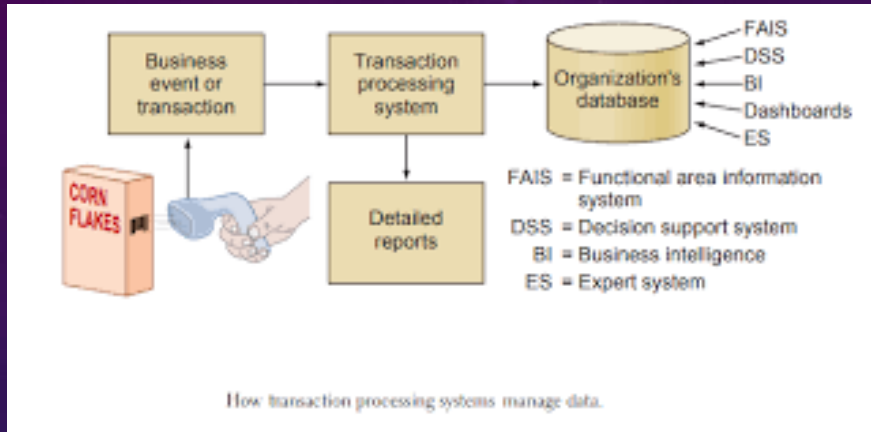 Business
event or
transaction
Transaction
processing
system
Organization's
database
FAIS
DSS
BI
Dashboards
ES
CORN
FLAKES
Detailed
reports
FAIS = Functional area information
system
DSS = Decision support system
BI = Business intelligence
ES = Expert system
How transaction processing systems manage data.